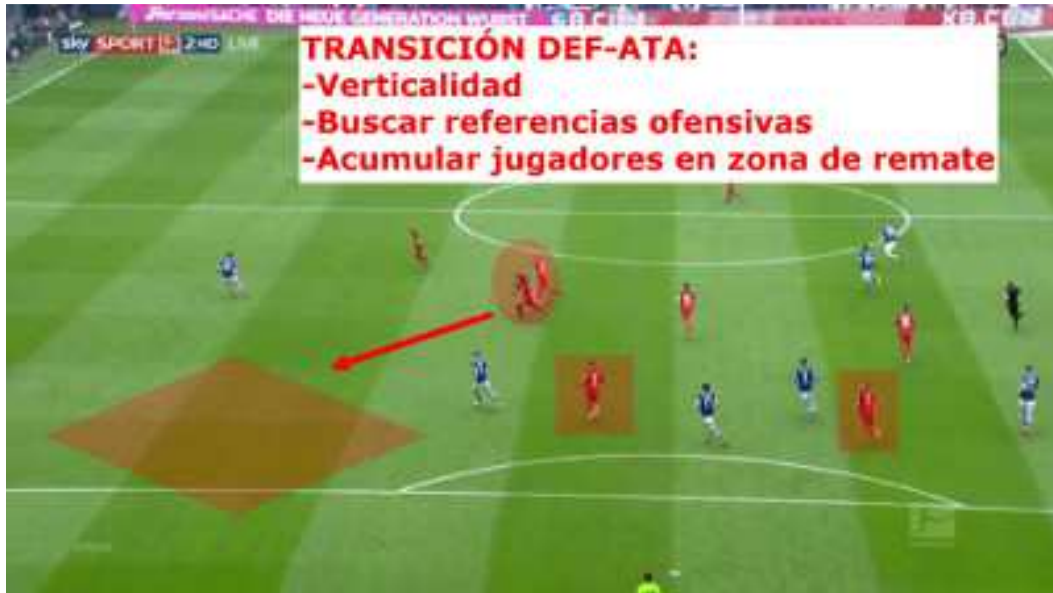 SACHE DIE NEUE GENERATION WURST
sky SPORT 2 HD LIVE
TRANSICIÓN DEF-ATA:
-Verticalidad
-Buscar referencias ofensivas
-Acumular jugadores en zona de remate